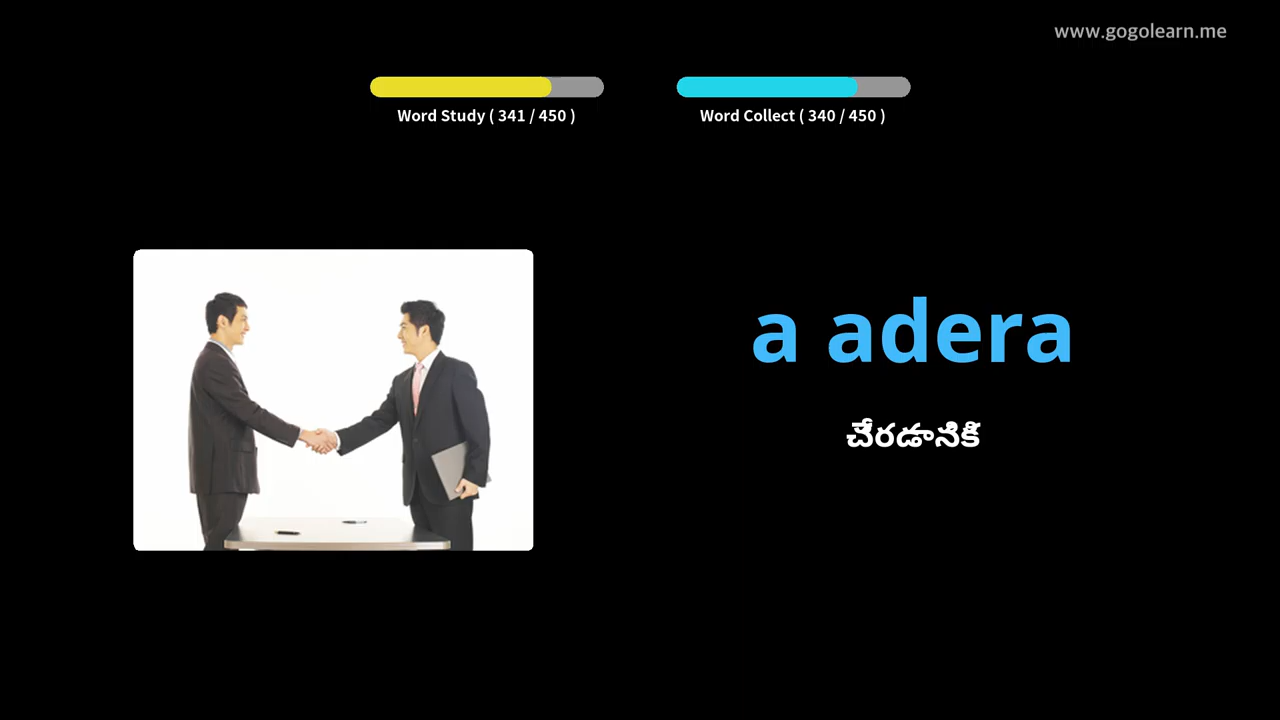 www.gogolearn.me
Word Study ( 341 / 450 )
Word Collect ( 340 / 450 )
a adera
చేరడానికి